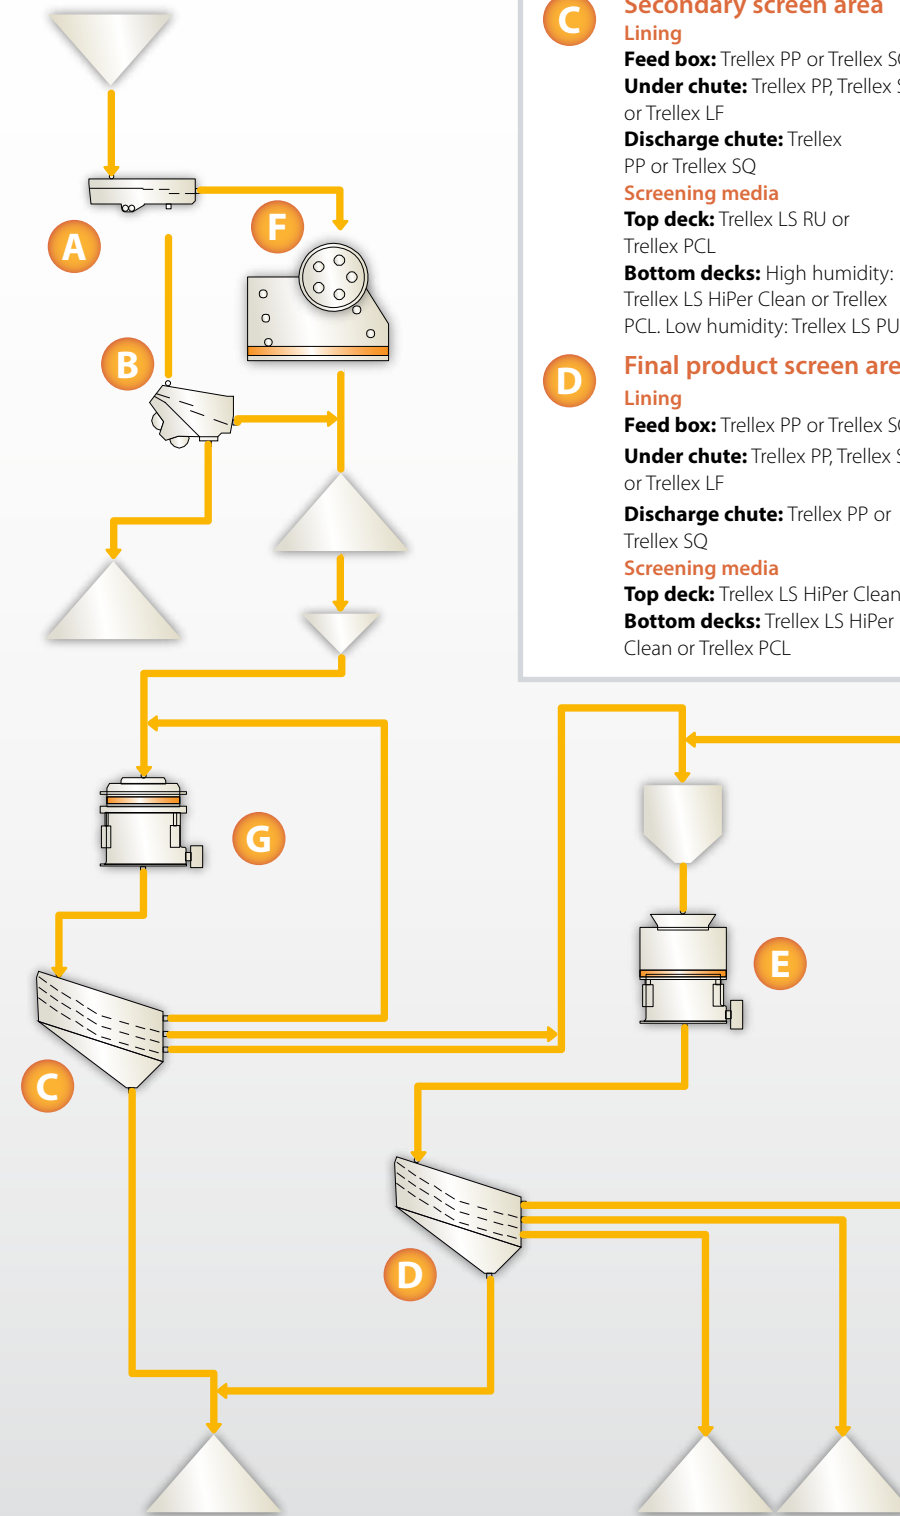 C
Secondary screen area
Lining
Feed box: Trellex PP or Trellex
Under chute: Trellex PP, Trellex
or Trellex LF
Discharge chute: Trellex
PP or Trellex SQ
Screening media
Top deck: Trellex LS RU or
Trellex PCL
Bottom decks: High humidity:
Trellex LS HiPer Clean or Trellex
PCL. Low humidity: Trellex LS PU
D
Final product screen
Lining
Feed box: Trellex PP or Trellex
Under chute: Trellex PP, Trellex
or Trellex LF
Discharge chute: Trellex PP or
Trellex SQ
Screening media
Top deck: Trellex LS HiPer Clean
Bottom decks: Trellex LS HiPer
Clean or Trellex PCL
A
F
B
G
E
C
D